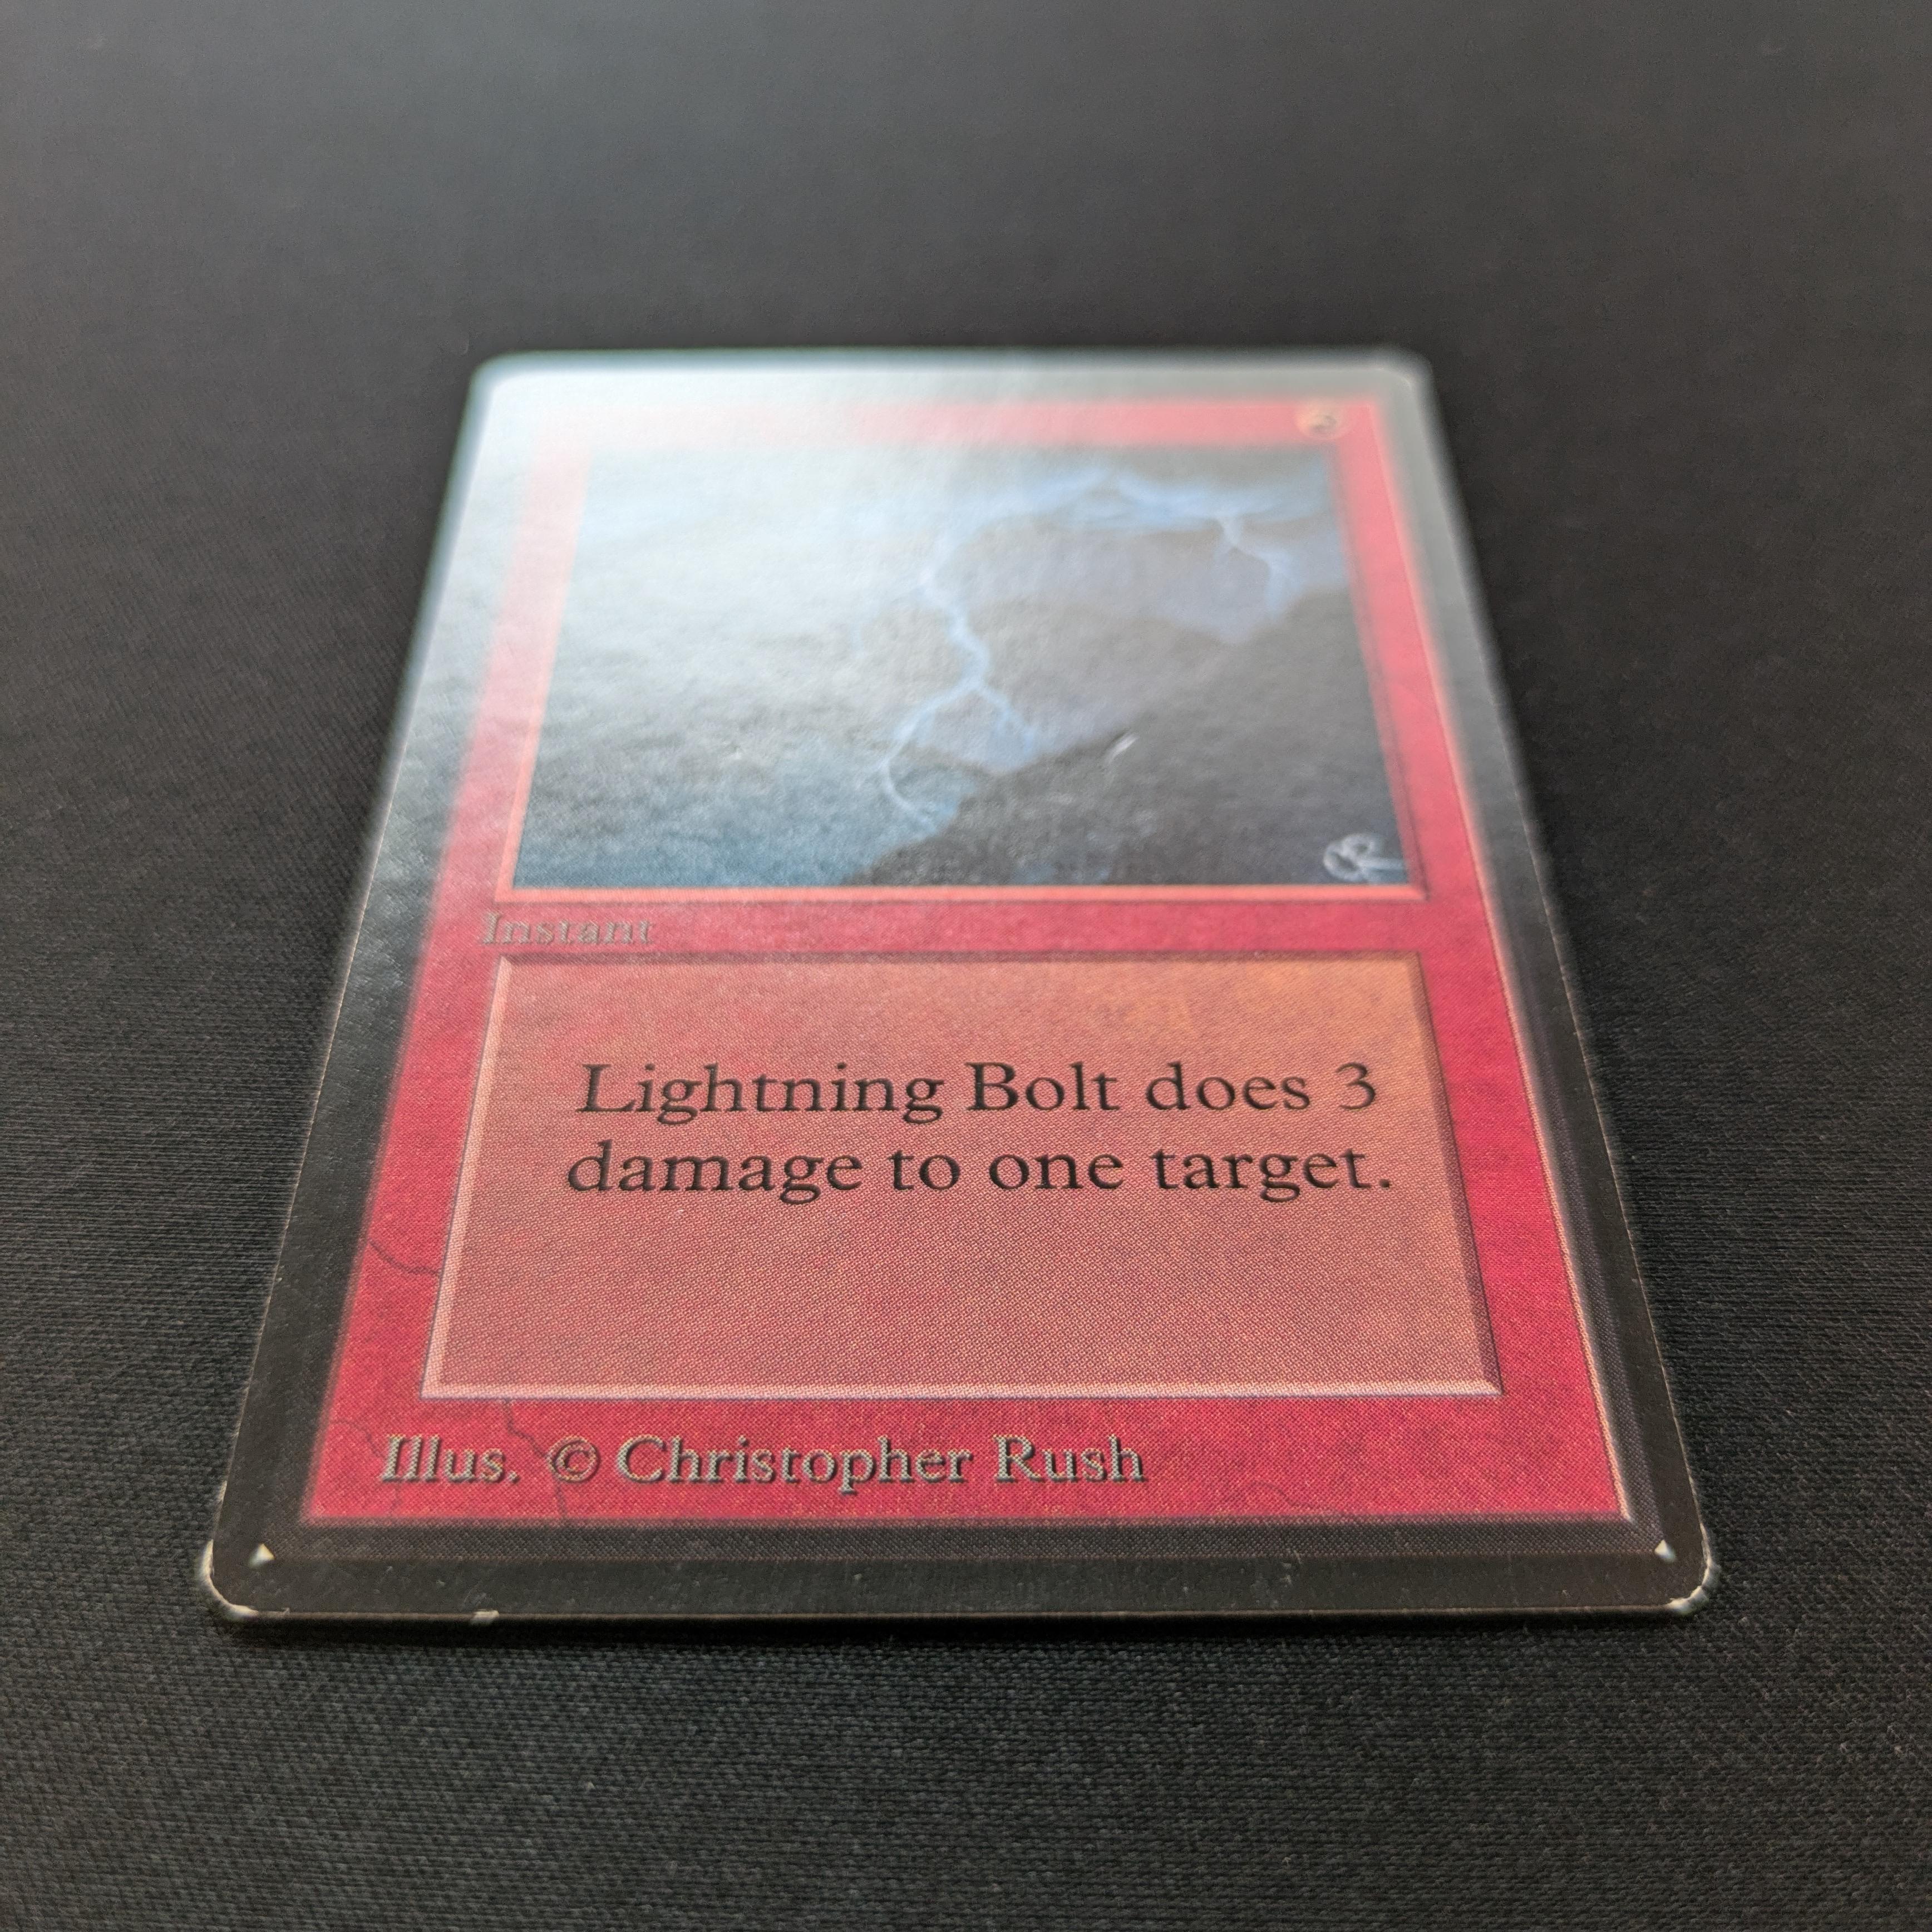 Instant
Lightning Bolt does 3
damage to one target.
Illus. © Christopher Rush